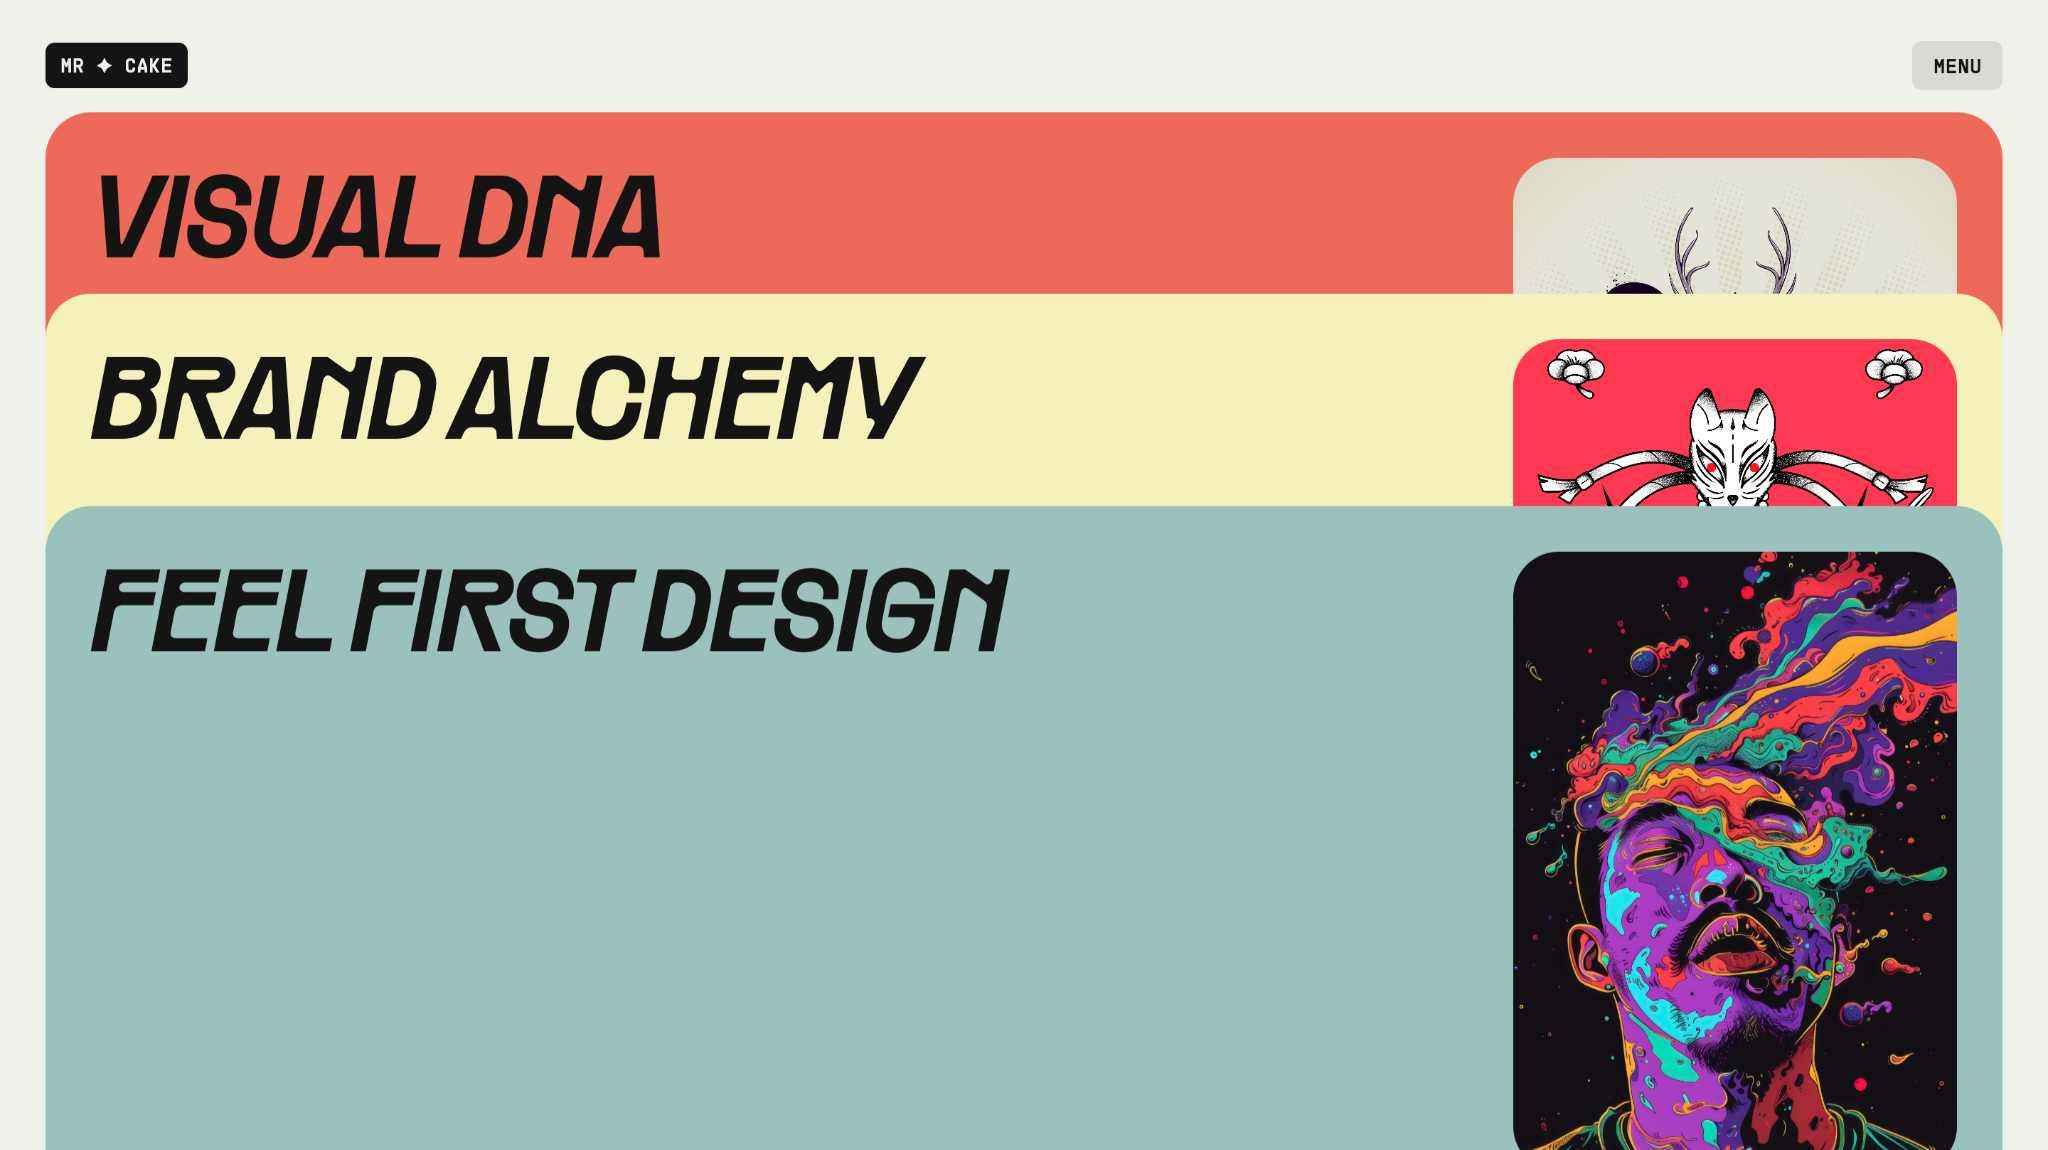 MR ✦ CAKE
MENU
VISUAL DNA
BRAND ALCHEMY
FEEL FIRST DESIGN